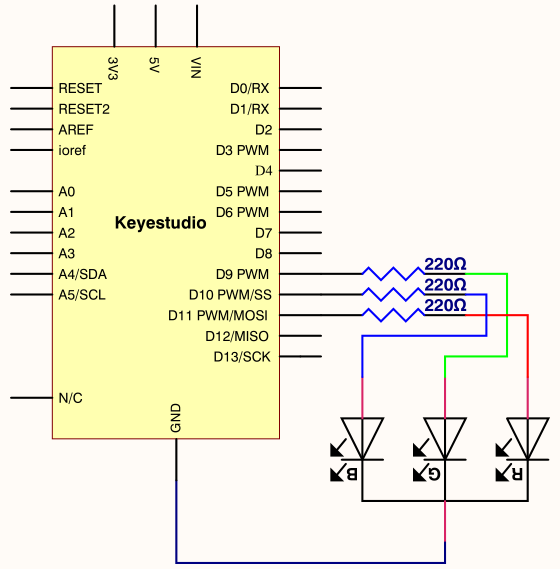 3V3
5V
VIN
RESET
RESET2
AREF
ioref
A0
A1
A2
A3
A4/SDA
A5/SCL
N/C
Keyestudio
D0/RX
D1/RX
D2
D3 PWM
D4
D5 PWM
D6 PWM
D7
D8
D9 PWM
D10 PWM/SS
D11 PWM/MOSI
D12/MISO
D13/SCK
GND
220Ω
220Ω
220Ω
B
G
R